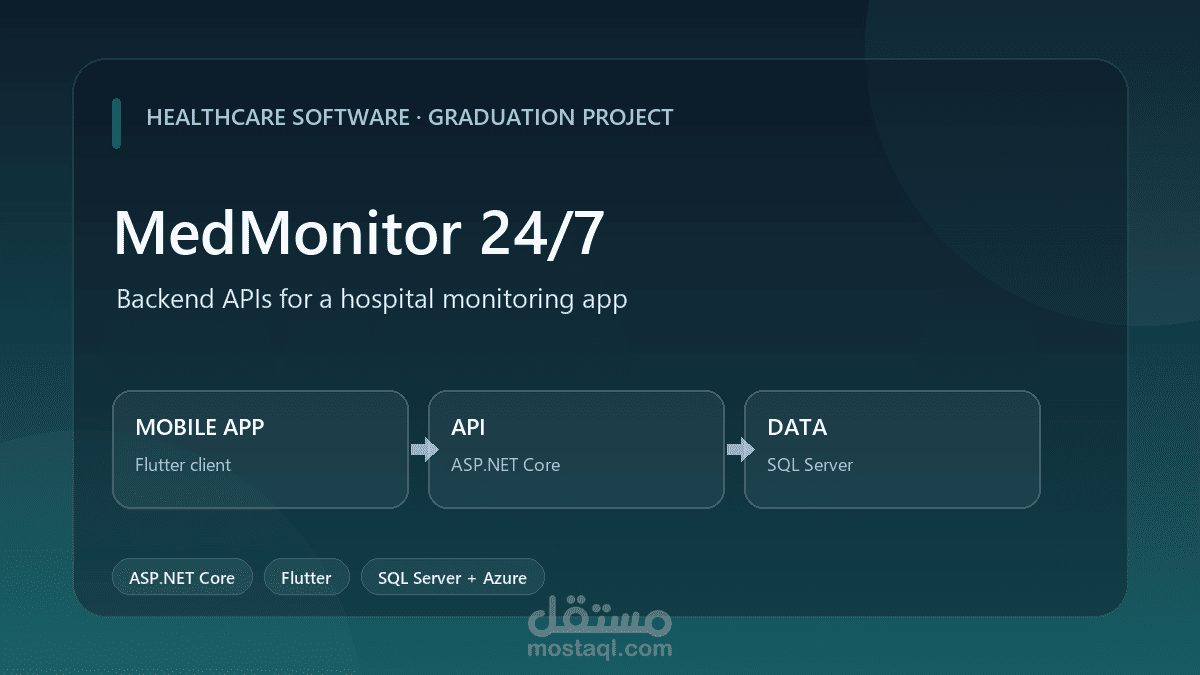 HEALTHCARE SOFTWARE · GRADUATION PROJECT
MedMonitor 24/7
Backend APIs for a hospital monitoring app
MOBILE APP
Flutter client
API
ASP.NET Core
DATA
SQL Server
ASP.NET Core
Flutter
SQL Server + Azure
مستقل
mostaql.com